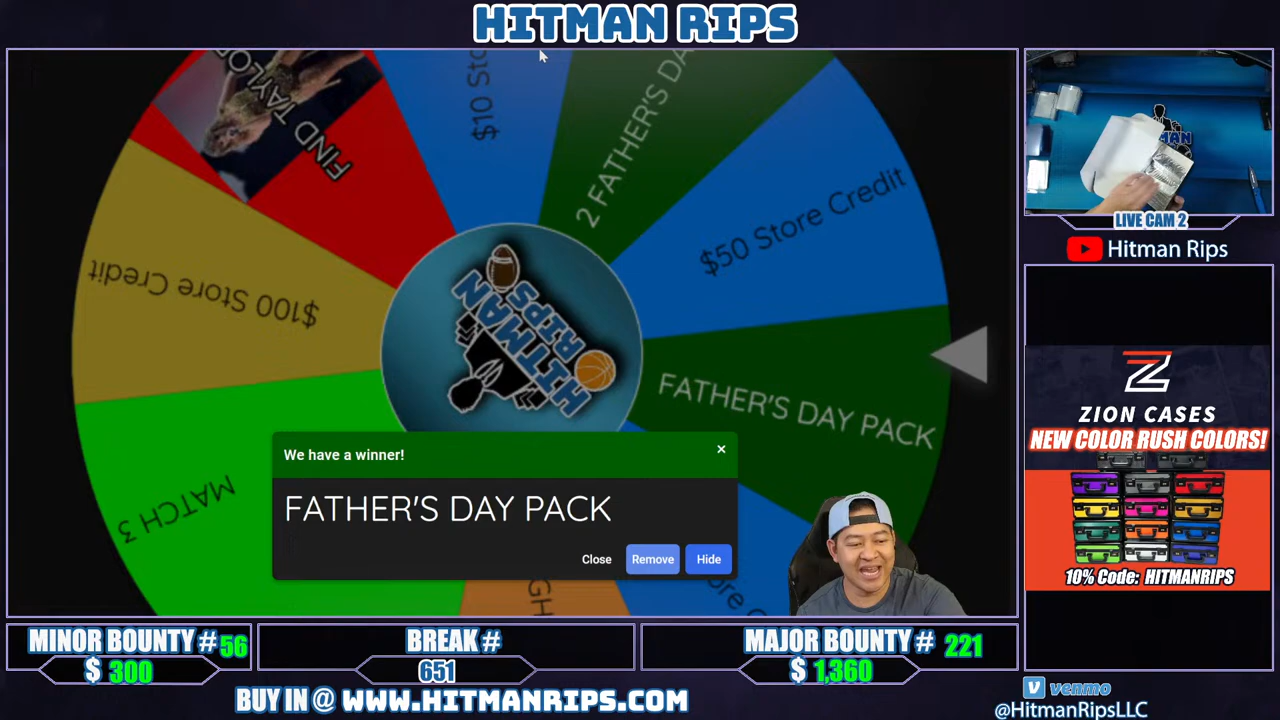 HITMAN RIPS
FIND TAYLOR
$10 Sto
2 FATHER'S DA
$50 Store Credit
$100 Store Credit
HITMAN
RIPS
FATHER'S DAY PACK
MATCH 3
We have a winner!
FATHER'S DAY PACK
Close
Remove
Hide
LIVE CAM 2
Hitman Rips
ZION CASES
NEW COLOR RUSH COLORS!
10% Code: HITMANRIPS
MINOR BOUNTY # 56
$ 300
BREAK #
651
MAJOR BOUNTY # 221
$ 1,360
BUY IN @ WWW.HITMANRIPS.COM
venmo
@HitmanRipsLLC